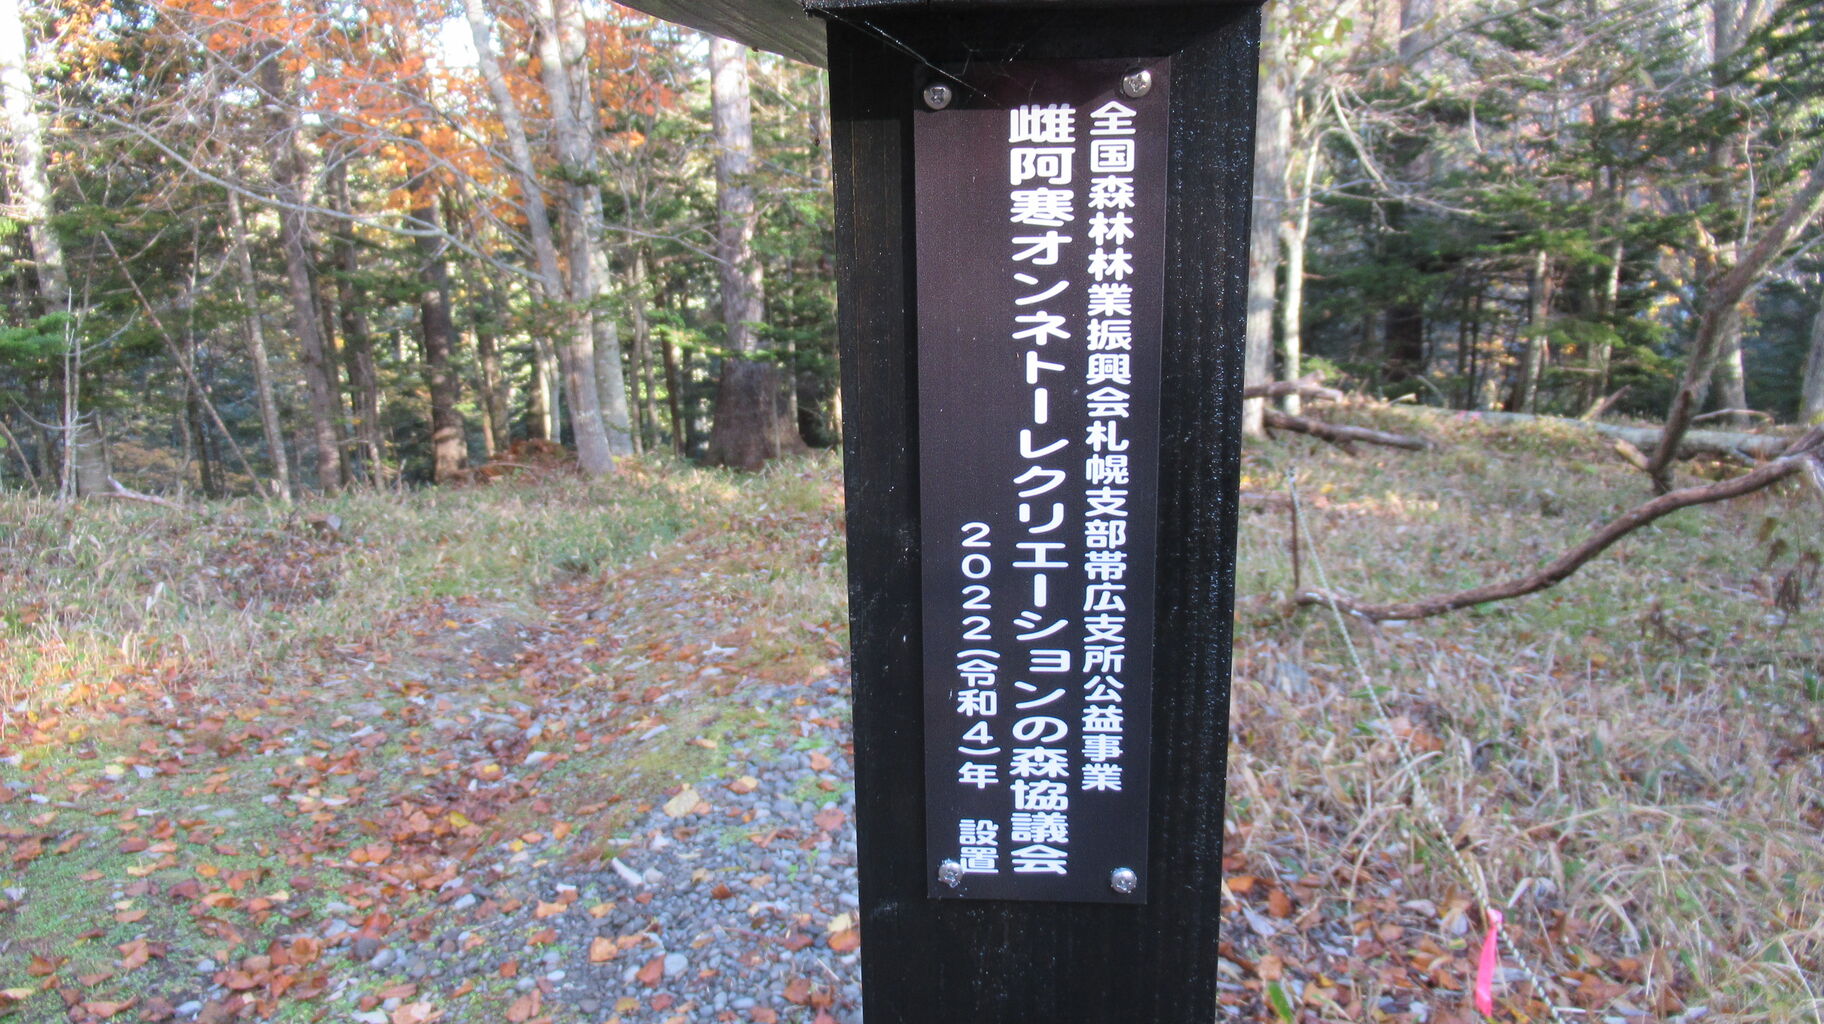 全国森林林業振興会札幌支部帯広支所公益事業
雌阿寒オンネトーレクリエーションの森協議会
2022(令和4)年 設置